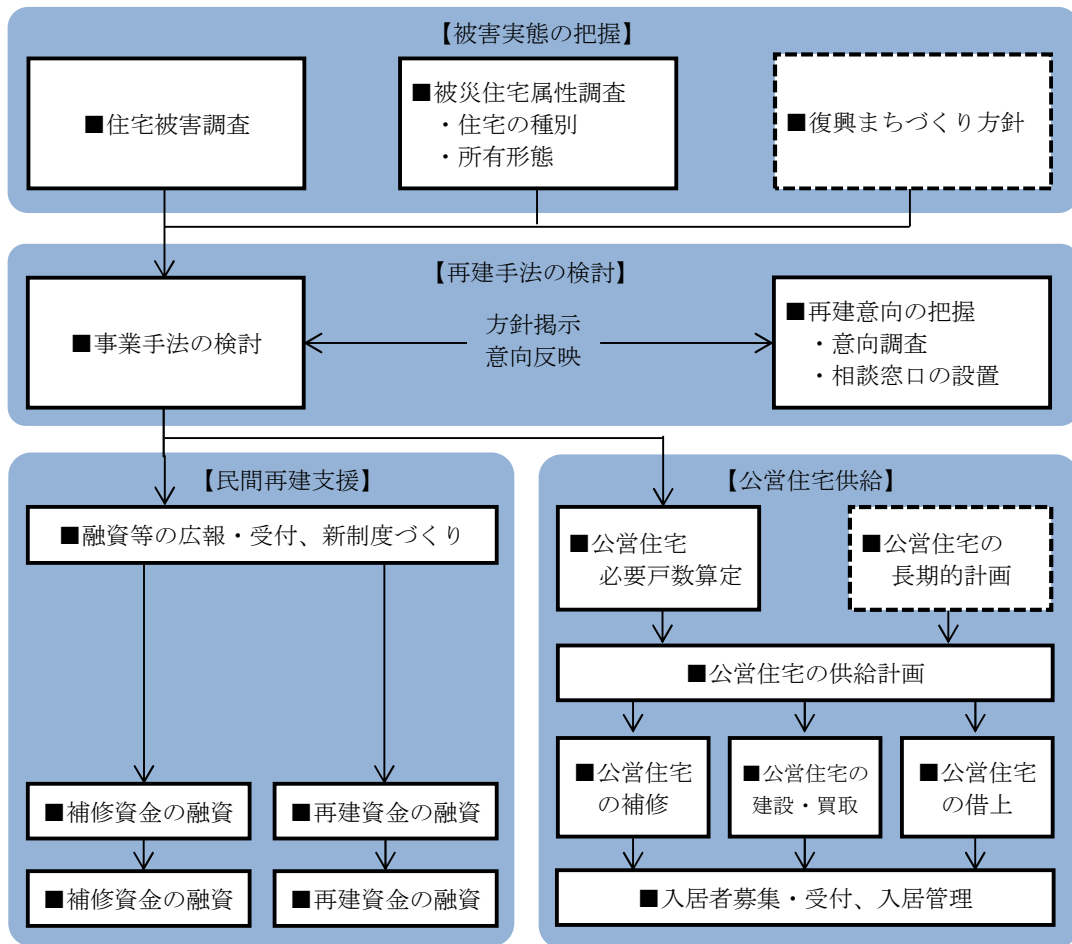 【被害実態の把握】
■住宅被害調査
■被災住宅属性調査
・住宅の種別
・所有形態
■復興まちづくり方針
【再建手法の検討】
■事業手法の検討
方針掲示
意向反映
■再建意向の把握
・意向調査
・相談窓口の設置
【民間再建支援】
■融資等の広報・受付、新制度づくり
■補修資金の融資
■再建資金の融資
■補修資金の融資
■再建資金の融資
【公営住宅供給】
■公営住宅
必要戸数算定
■公営住宅の
長期的計画
■公営住宅の供給計画
■公営住宅
の補修
■公営住宅の
建設・買取
■公営住宅
の借上
■入居者募集・受付、入居管理